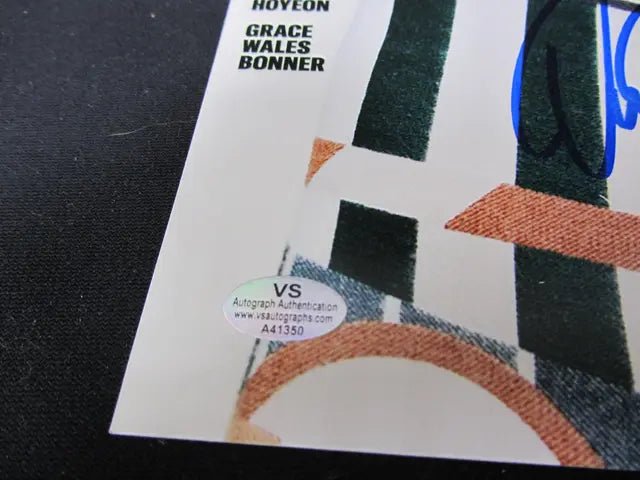 HOYEON
GRACE
WALES
BONNER
VS
Autograph Authentication
www.vsautographs.com
A41350